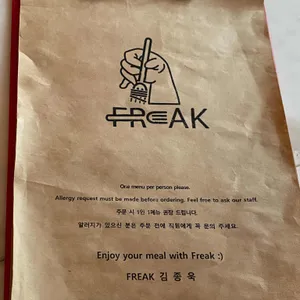 FREAK
One menu per person please.
Allergy request must be made before ordering. Feel free to ask our staff.
주문 시 1인 1메뉴 권장 드립니다.
알러지가 있으신 분은 주문 전에 직원에게 꼭 문의 주세요.
Enjoy your meal with Freak :)
FREAK 김종욱